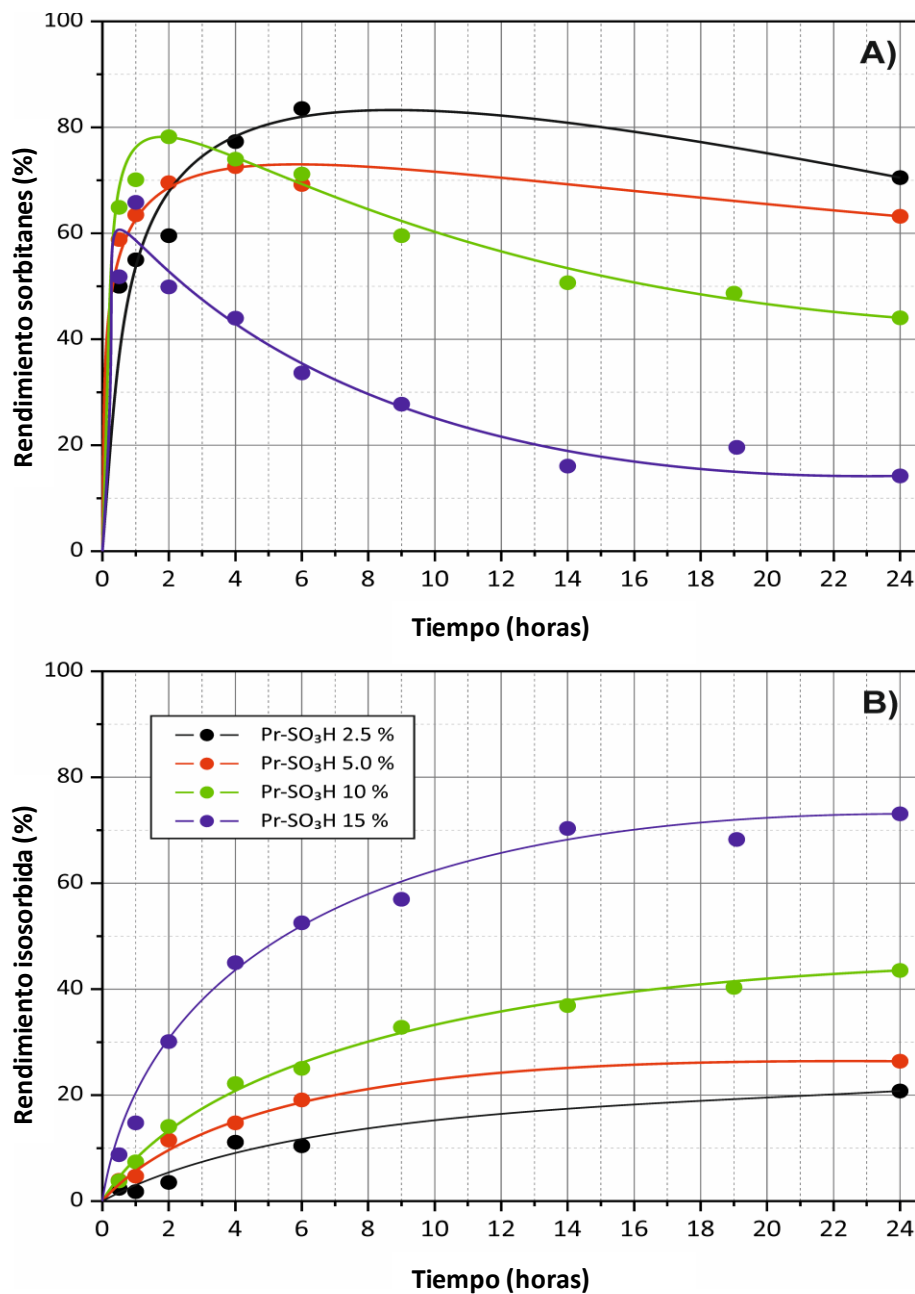 A)
Rendimiento sorbitanes (%)
100
80
60
40
20
0
0 2 4 6 8 10 12 14 16 18 20 22 24
Tiempo (horas)
B)
Rendimiento isosorbida (%)
100
80
60
40
20
0
Pr-SO₃H 2.5 %
Pr-SO₃H 5.0 %
Pr-SO₃H 10 %
Pr-SO₃H 15 %
0 2 4 6 8 10 12 14 16 18 20 22 24
Tiempo (horas)